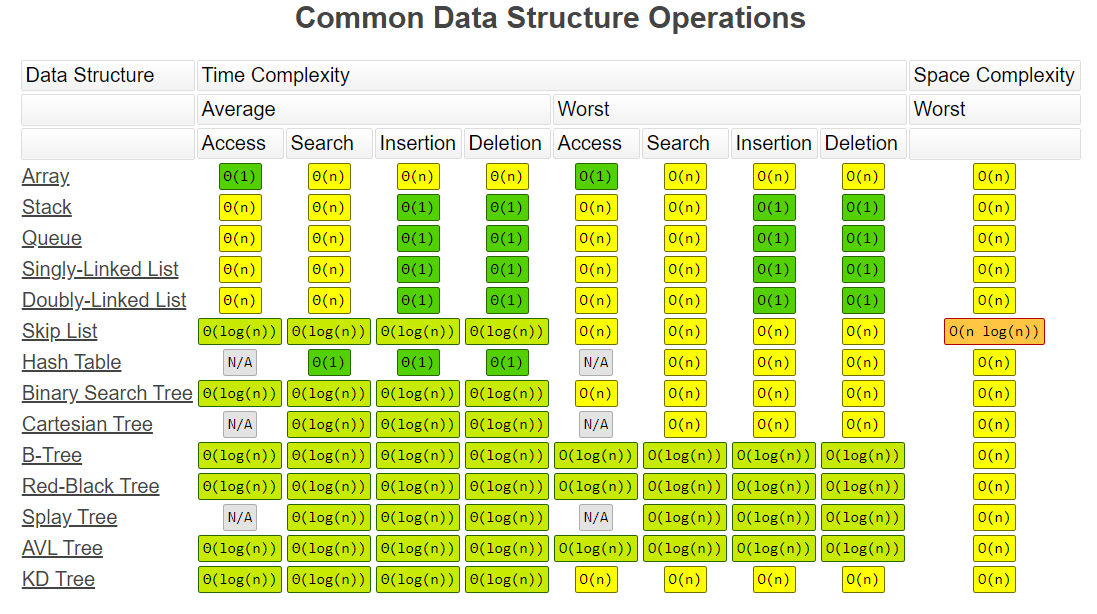 Common Data Structure Operations
Data Structure Time Complexity Space Complexity
Average Worst Worst
Access Search Insertion Deletion Access Search Insertion Deletion
Array Θ(1) Θ(n) Θ(n) Θ(n) O(1) O(n) O(n) O(n) O(n)
Stack Θ(n) Θ(n) Θ(1) Θ(1) O(n) O(n) O(1) O(1) O(n)
Queue Θ(n) Θ(n) Θ(1) Θ(1) O(n) O(n) O(1) O(1) O(n)
Singly-Linked List Θ(n) Θ(n) Θ(1) Θ(1) O(n) O(n) O(1) O(1) O(n)
Doubly-Linked List Θ(n) Θ(n) Θ(1) Θ(1) O(n) O(n) O(1) O(1) O(n)
Skip List Θ(log(n)) Θ(log(n)) Θ(log(n)) Θ(log(n)) O(n) O(n) O(n) O(n) O(n log(n))
Hash Table N/A Θ(1) Θ(1) Θ(1) N/A O(n) O(n) O(n) O(n)
Binary Search Tree Θ(log(n)) Θ(log(n)) Θ(log(n)) Θ(log(n)) O(n) O(n) O(n) O(n) O(n)
Cartesian Tree N/A Θ(log(n)) Θ(log(n)) Θ(log(n)) N/A O(n) O(n) O(n) O(n)
B-Tree Θ(log(n)) Θ(log(n)) Θ(log(n)) Θ(log(n)) O(log(n)) O(log(n)) O(log(n)) O(log(n)) O(n)
Red-Black Tree Θ(log(n)) Θ(log(n)) Θ(log(n)) Θ(log(n)) O(log(n)) O(log(n)) O(log(n)) O(log(n)) O(n)
Splay Tree N/A Θ(log(n)) Θ(log(n)) Θ(log(n)) N/A O(log(n)) O(log(n)) O(log(n)) O(n)
AVL Tree Θ(log(n)) Θ(log(n)) Θ(log(n)) Θ(log(n)) O(log(n)) O(log(n)) O(log(n)) O(log(n)) O(n)
KD Tree Θ(log(n)) Θ(log(n)) Θ(log(n)) Θ(log(n)) O(n) O(n) O(n) O(n) O(n)